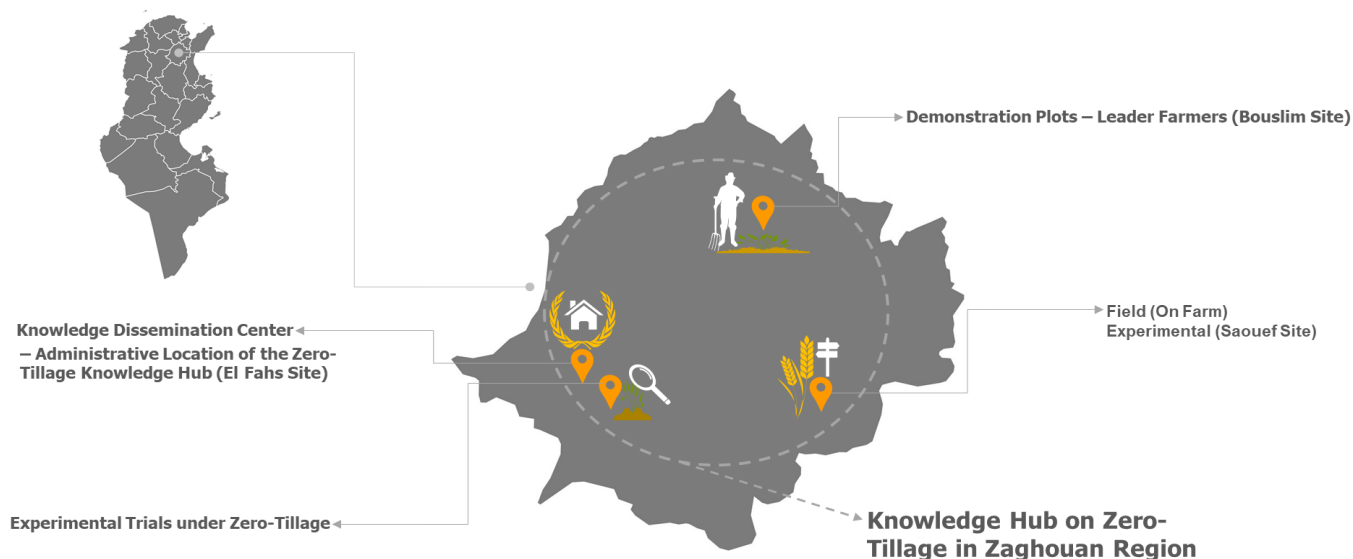 Demonstration Plots – Leader Farmers (Bouslim Site)
Field (On Farm)
Experimental (Saouef Site)
Knowledge Dissemination Center
– Administrative Location of the Zero-
Tillage Knowledge Hub (El Fahs Site)
Experimental Trials under Zero-Tillage
Knowledge Hub on Zero-
Tillage in Zaghouan Region